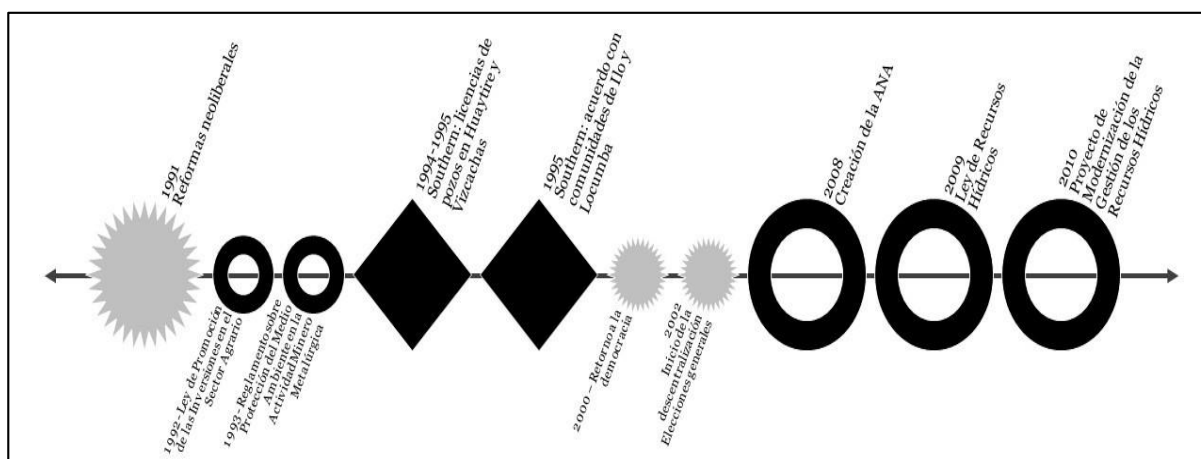 1991
Reformas neoliberales
1992- Ley de Promoción
de las Inversiones en el
Sector Agrario
1993- Reglamento sobre
Protección del Medio
Ambiente en la
Actividad Minero
Metalúrgica
1994-1995
Southern: licencias de
pozos en Huaytire y
Vizcachas
1995
Southern: acuerdo con
comunidades de Ilo y
Locumba
2000 – Retorno a la
democracia
2002
Inicio de la
descentralización
Elecciones generales
2008
Creación de la ANA
2009
Ley de Recursos
Hídricos
2010
Proyecto de
Modernización de la
Gestión de los
Recursos Hídricos